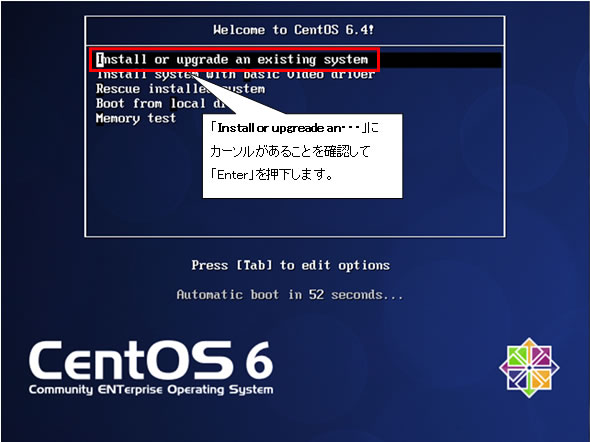 Welcome to CentOS 6.4!
Install or upgrade an existing system
Install system with basic video driver
Rescue installed system
Boot from local dr
Memory test
「Install or upgreade an・・・」に
カーソルがあることを確認して
「Enter」を押下します。
Press [Tab] to edit options
Automatic boot in 52 seconds...
CentOS 6
Community ENTerprise Operating System